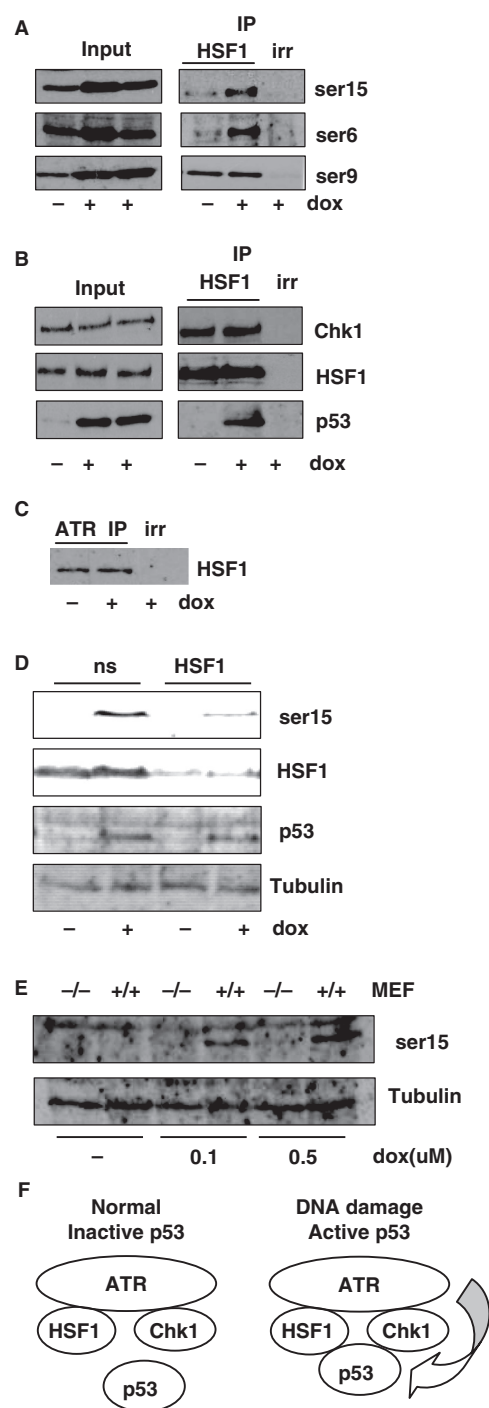 A
IP
Input HSF1 irr
ser15
ser6
ser9
– + + – + + dox
B
IP
Input HSF1 irr
Chk1
HSF1
p53
– + + – + + dox
C
ATR IP irr
HSF1
– + + dox
D
ns HSF1
ser15
HSF1
p53
Tubulin
– + – + dox
E –/– +/+ –/– +/+ –/– +/+ MEF
ser15
Tubulin
– 0.1 0.5 dox(uM)
F
Normal DNA damage
Inactive p53 Active p53
ATR ATR
HSF1 Chk1 HSF1 Chk1
p53 p53